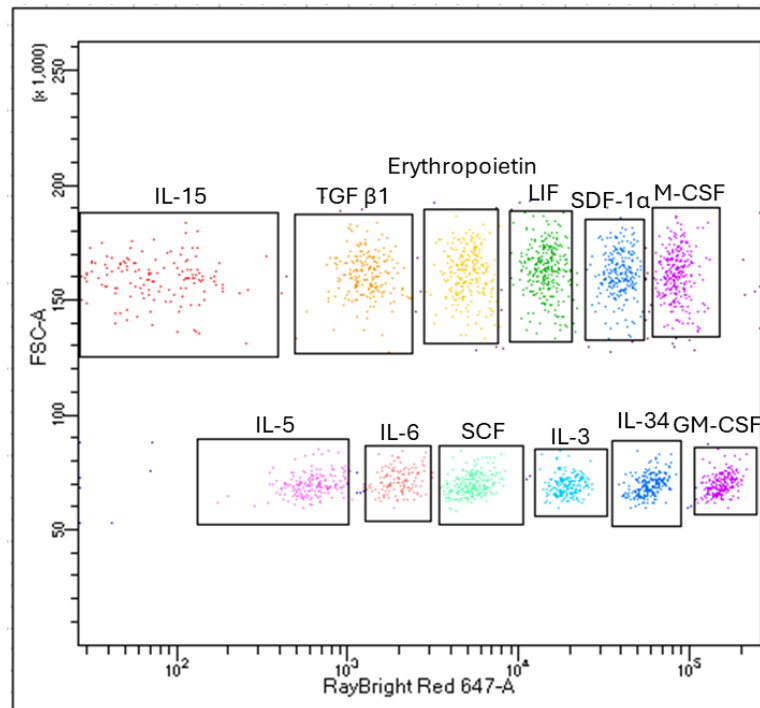 (x 1,000)
250
200
150
100
50
FSC-A
Erythropoietin
IL-15
TGF β1
LIF
SDF-1α
M-CSF
IL-5
IL-6
SCF
IL-3
IL-34
GM-CSF
10²
10³
10⁴
10⁵
RayBright Red 647-A